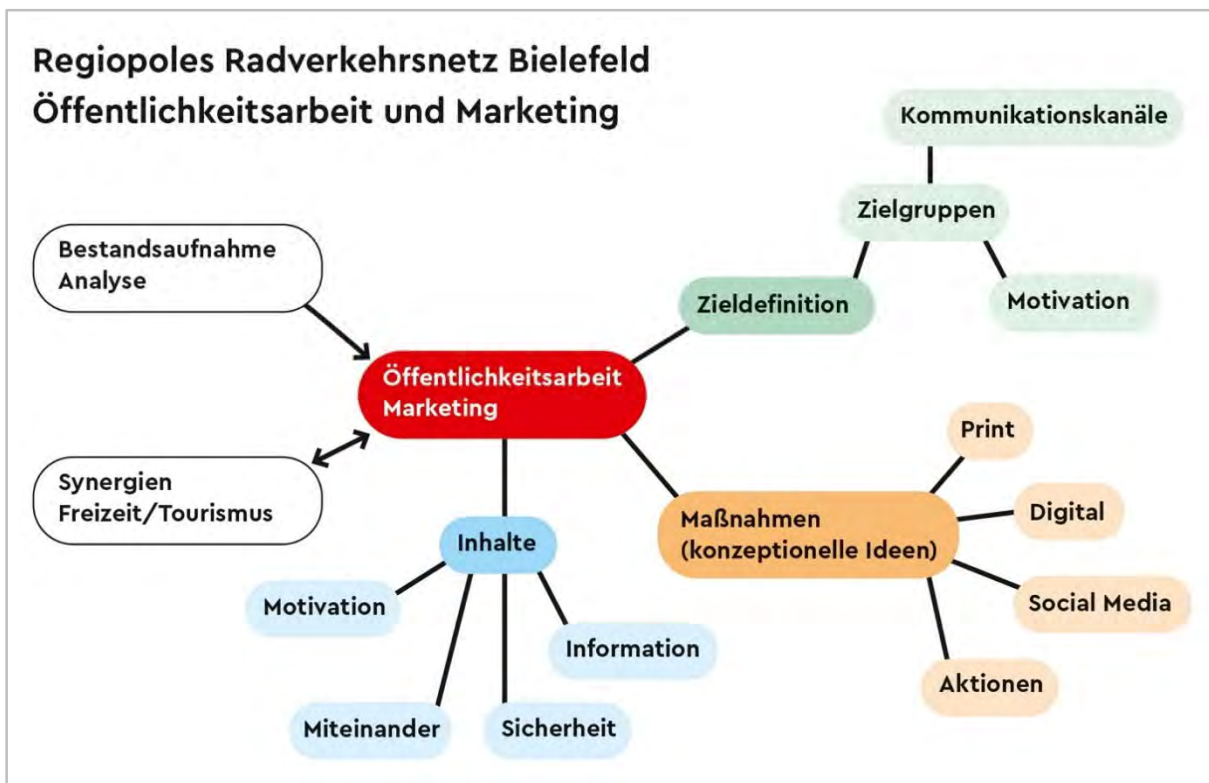 Regiopoles Radverkehrsnetz Bielefeld
Öffentlichkeitsarbeit und Marketing
Kommunikationskanäle
Zielgruppen
Motivation
Zieldefinition
Bestandsaufnahme
Analyse
Öffentlichkeitsarbeit
Marketing
Synergien
Freizeit/Tourismus
Inhalte
Motivation
Miteinander
Sicherheit
Information
Maßnahmen
(konzeptionelle Ideen)
Print
Digital
Social Media
Aktionen